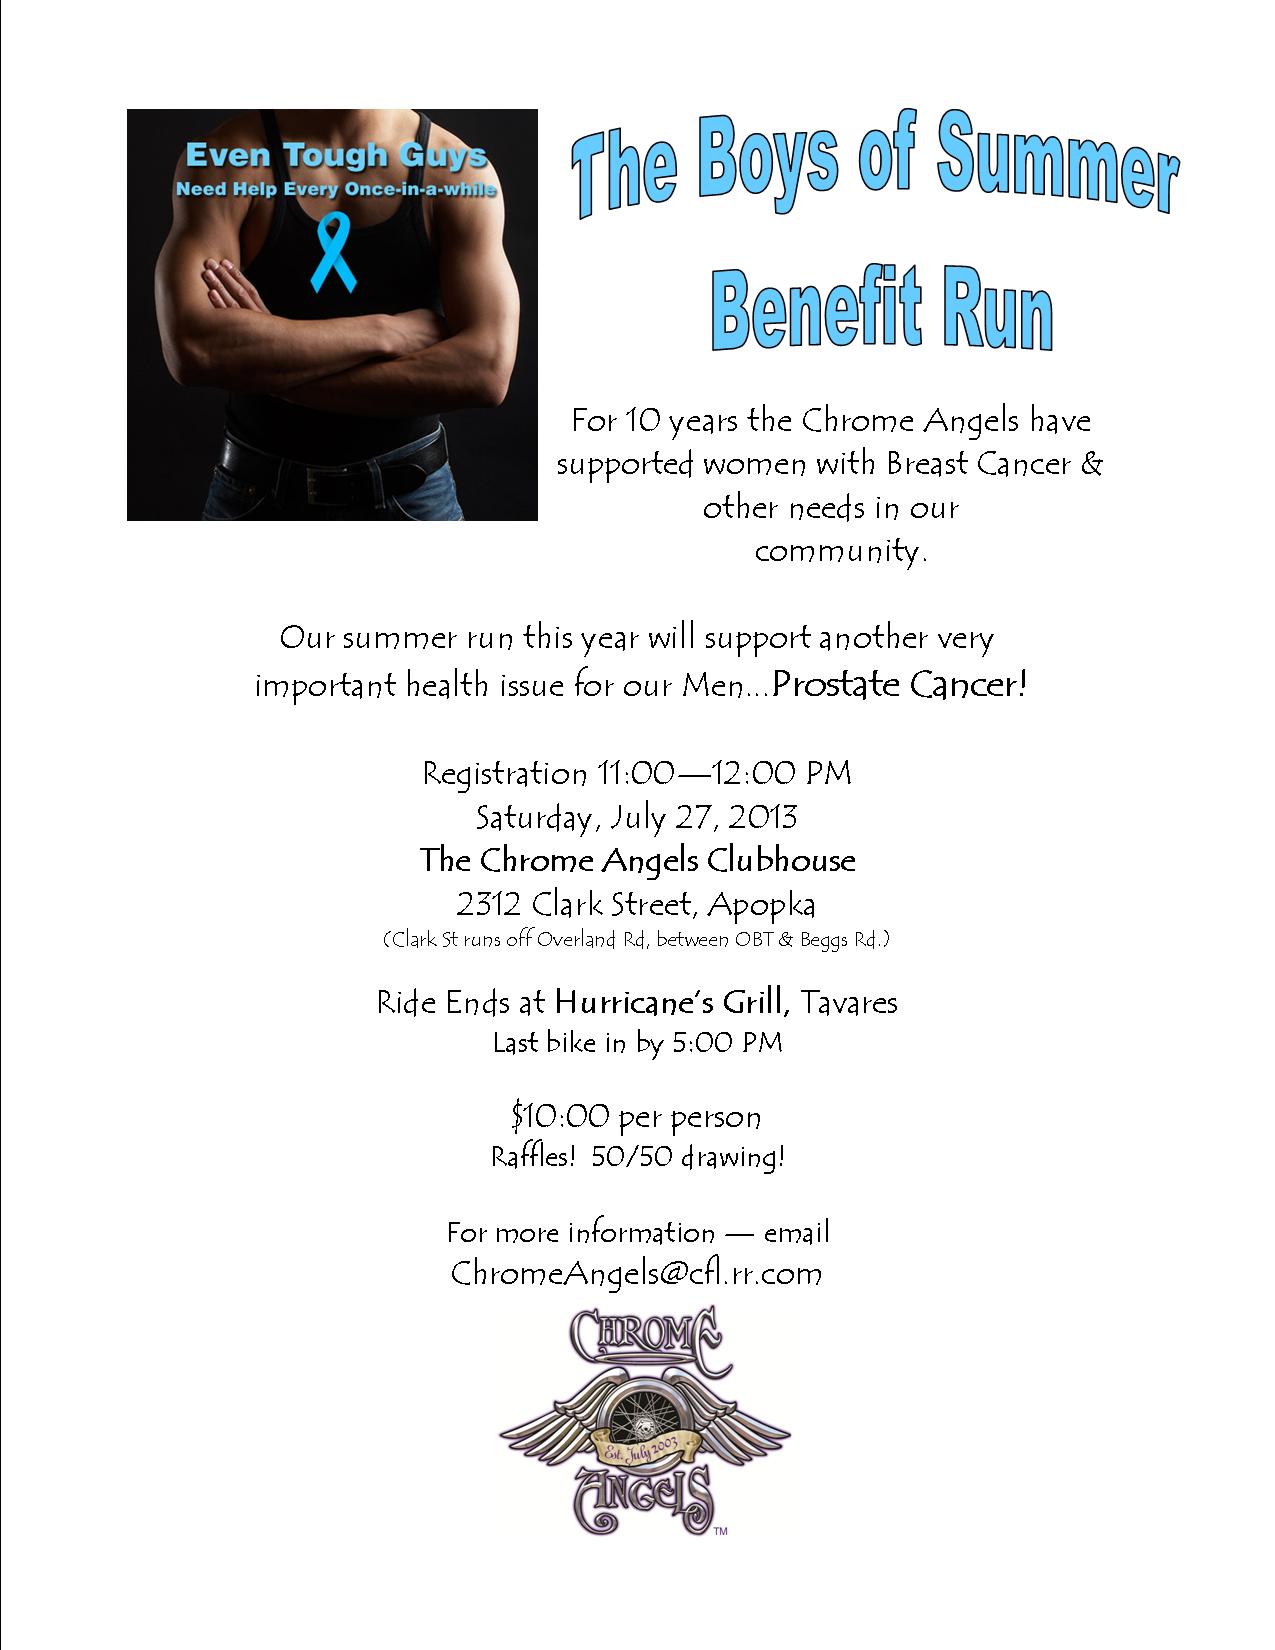 Even Tough Guys
Need Help Every Once-in-a-while
The Boys of Summer
Benefit Run
For 10 years the Chrome Angels have
supported women with Breast Cancer &
other needs in our
community.
Our summer run this year will support another very
important health issue for our Men...Prostate Cancer!
Registration 11:00—12:00 PM
Saturday, July 27, 2013
The Chrome Angels Clubhouse
2312 Clark Street, Apopka
(Clark St runs off Overland Rd, between OBT & Beggs Rd.)
Ride Ends at Hurricane's Grill, Tavares
Last bike in by 5:00 PM
$10:00 per person
Raffles!  50/50 drawing!
For more information — email
ChromeAngels@cfl.rr.com
CHROME
Est. July 2003
ANGELS
TM